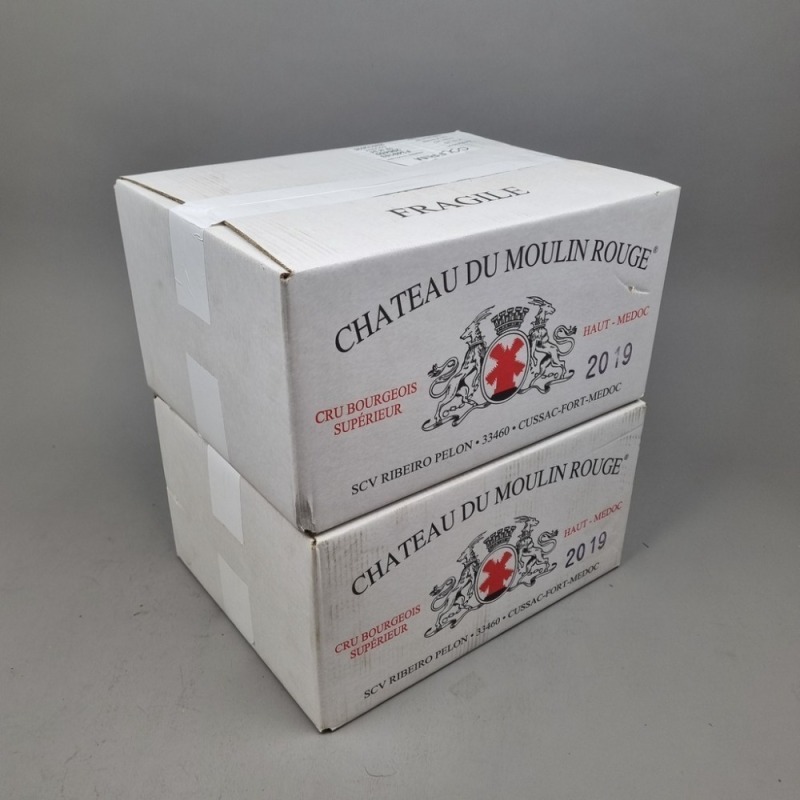 FRAGILE
CHATEAU DU MOULIN ROUGE®
HAUT - MEDOC
2019
CRU BOURGEOIS
SUPÉRIEUR
SCV RIBEIRO PELON • 33460 • CUSSAC-FORT-MEDOC
CHATEAU DU MOULIN ROUGE®
HAUT - MEDOC
2019
CRU BOURGEOIS
SUPÉRIEUR
SCV RIBEIRO PELON • 33460 • CUSSAC-FORT-MEDOC